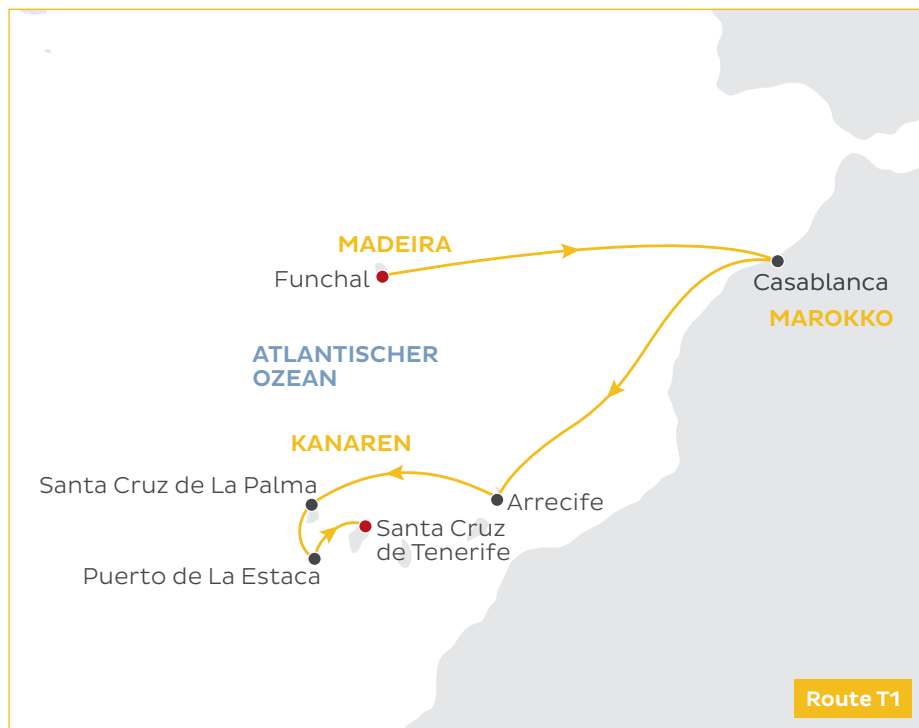 MADEIRA
Funchal
Casablanca
MAROKKO
ATLANTISCHER
OZEAN
KANAREN
Santa Cruz de La Palma
Arrecife
Santa Cruz
de Tenerife
Puerto de La Estaca
Route T1